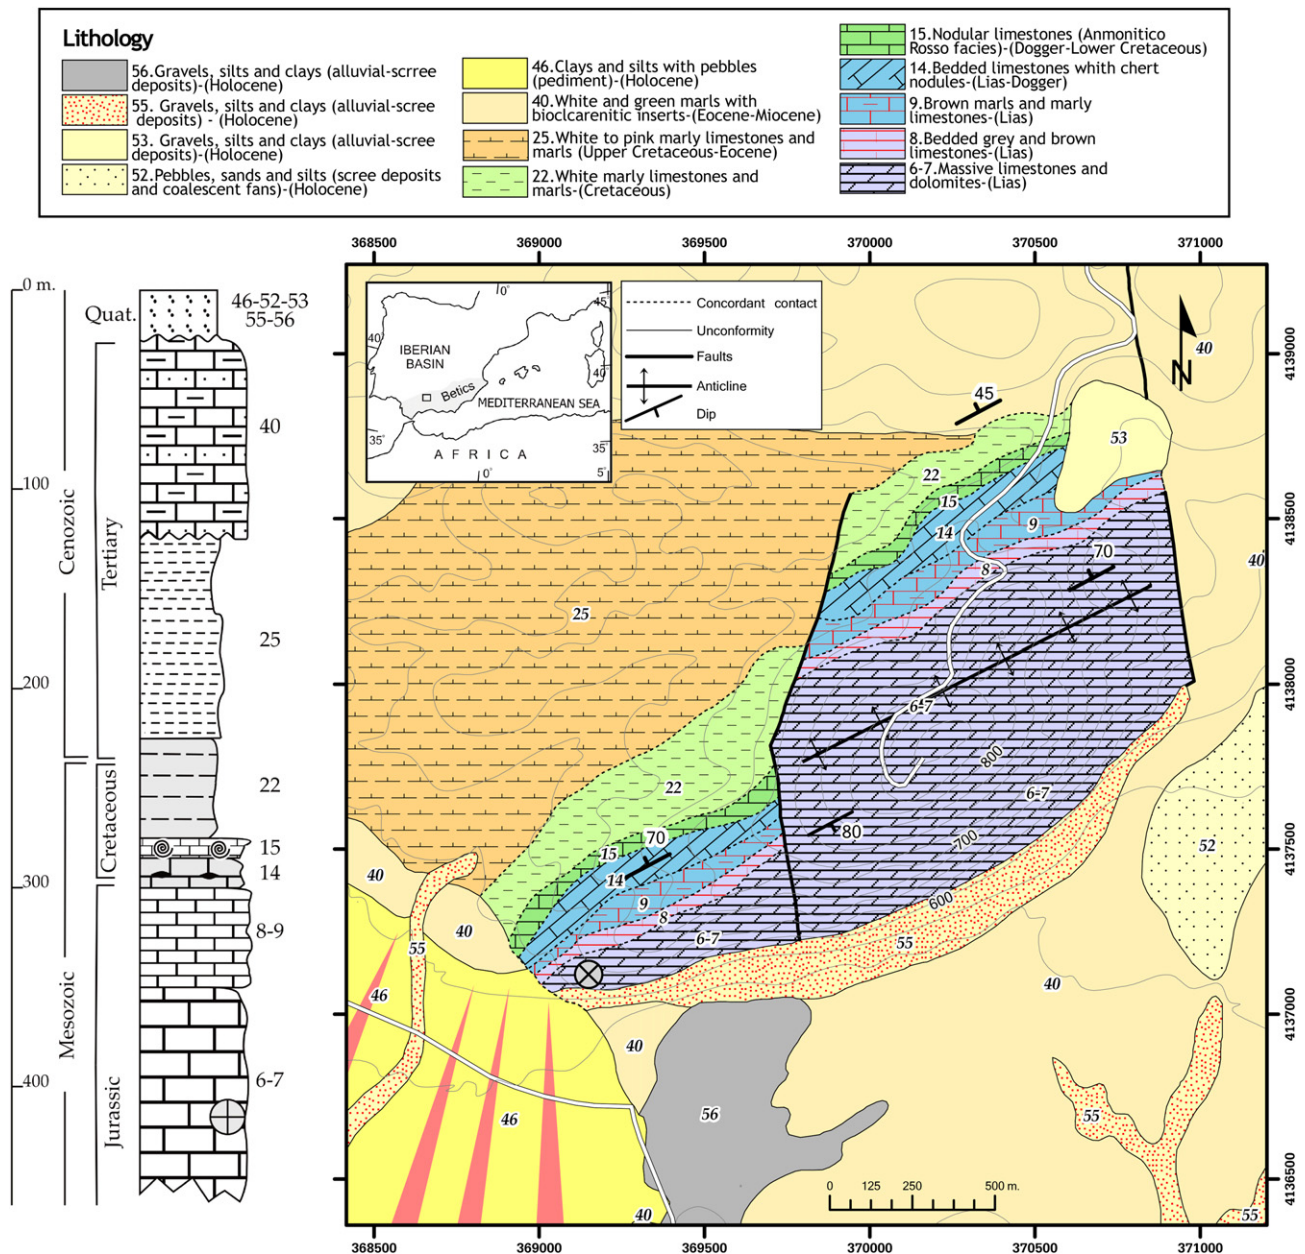 Lithology
56.Gravels, silts and clays (alluvial-scrree
deposits)-(Holocene)
55. Gravels, silts and clays (alluvial-scree
deposits) - (Holocene)
53. Gravels, silts and clays (alluvial-scree
deposits)-(Holocene)
52.Pebbles, sands and silts (scree deposits
and coalescent fans)-(Holocene)
46.Clays and silts with pebbles
(pediment)-(Holocene)
40.White and green marls with
bioclcarenitic inserts-(Eocene-Miocene)
25.White to pink marly limestones and
marls (Upper Cretaceous-Eocene)
22.White marly limestones and
marls-(Cretaceous)
15.Nodular limestones (Anmonitico
Rosso facies)-(Dogger-Lower Cretaceous)
14.Bedded limestones whith chert
nodules-(Lias-Dogger)
9.Brown marls and marly
limestones-(Lias)
8.Bedded grey and brown
limestones-(Lias)
6-7.Massive limestones and
dolomites-(Lias)
0 m.
100
200
300
400
Cenozoic
Mesozoic
Quat.
Tertiary
Cretaceous
Jurassic
46-52-53
55-56
40
25
22
15
14
8-9
6-7
368500 369000 369500 370000 370500 371000
0°
45°
40°
IBERIAN
BASIN
40°
Betics
MEDITERRANEAN SEA
35°
35°
A F R I C A
0°
5°
Concordant contact
Unconformity
Faults
Anticline
Dip
N
40
45
53
22
15
14
9
8
70
40
25
6-7
800
6-7
22
80
700
52
70
15
14
9
8
6-7
600
55
40
40
55
46
40
40
46
56
55
40
55
0 125 250 500 m.
4139000
4138500
4138000
4137500
4137000
4136500
368500 369000 369500 370000 370500 371000